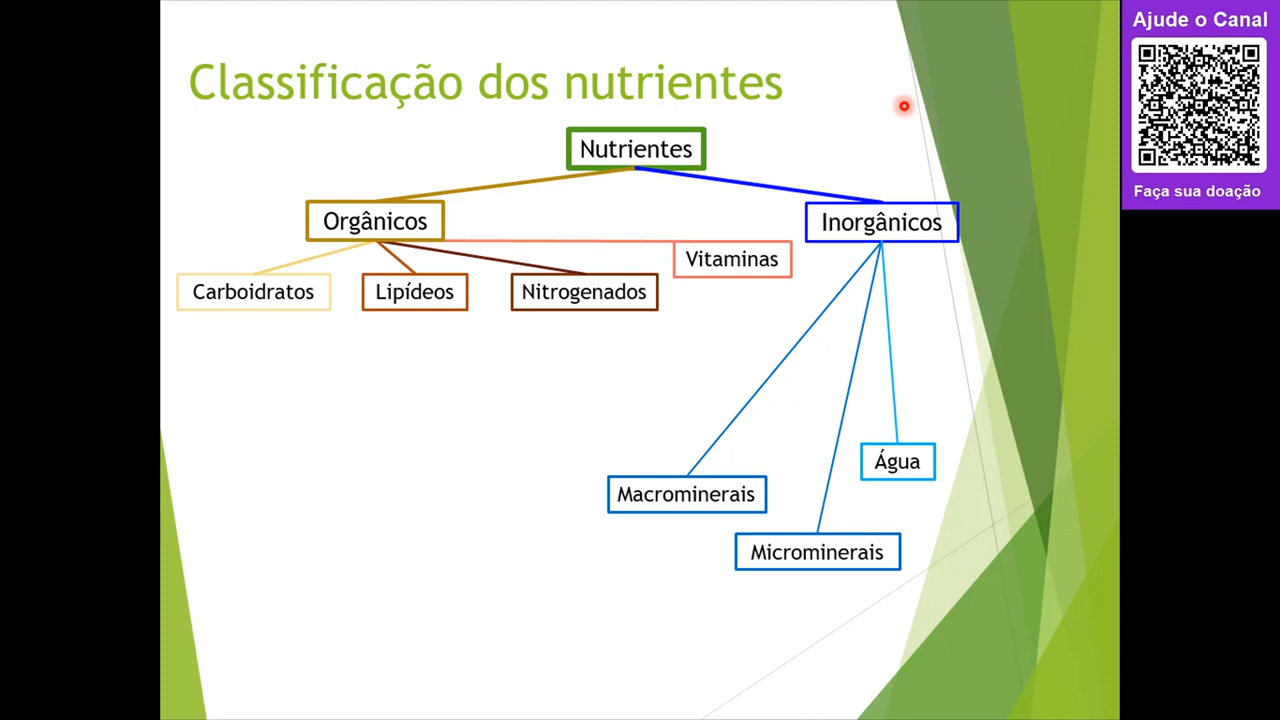 Classificação dos nutrientes
Nutrientes
Orgânicos
Inorgânicos
Carboidratos
Lipídeos
Nitrogenados
Vitaminas
Macrominerais
Microminerais
Água
Ajude o Canal
Faça sua doação